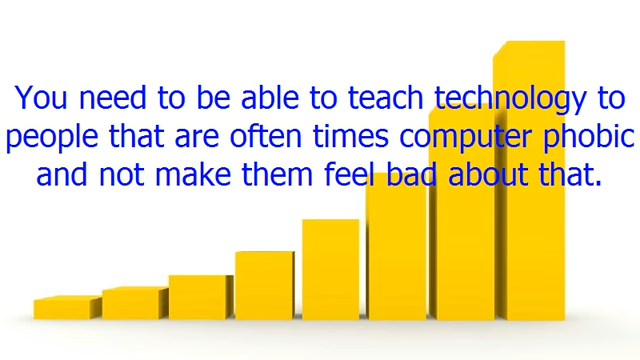 You need to be able to teach technology to
people that are often times computer phobic
and not make them feel bad about that.